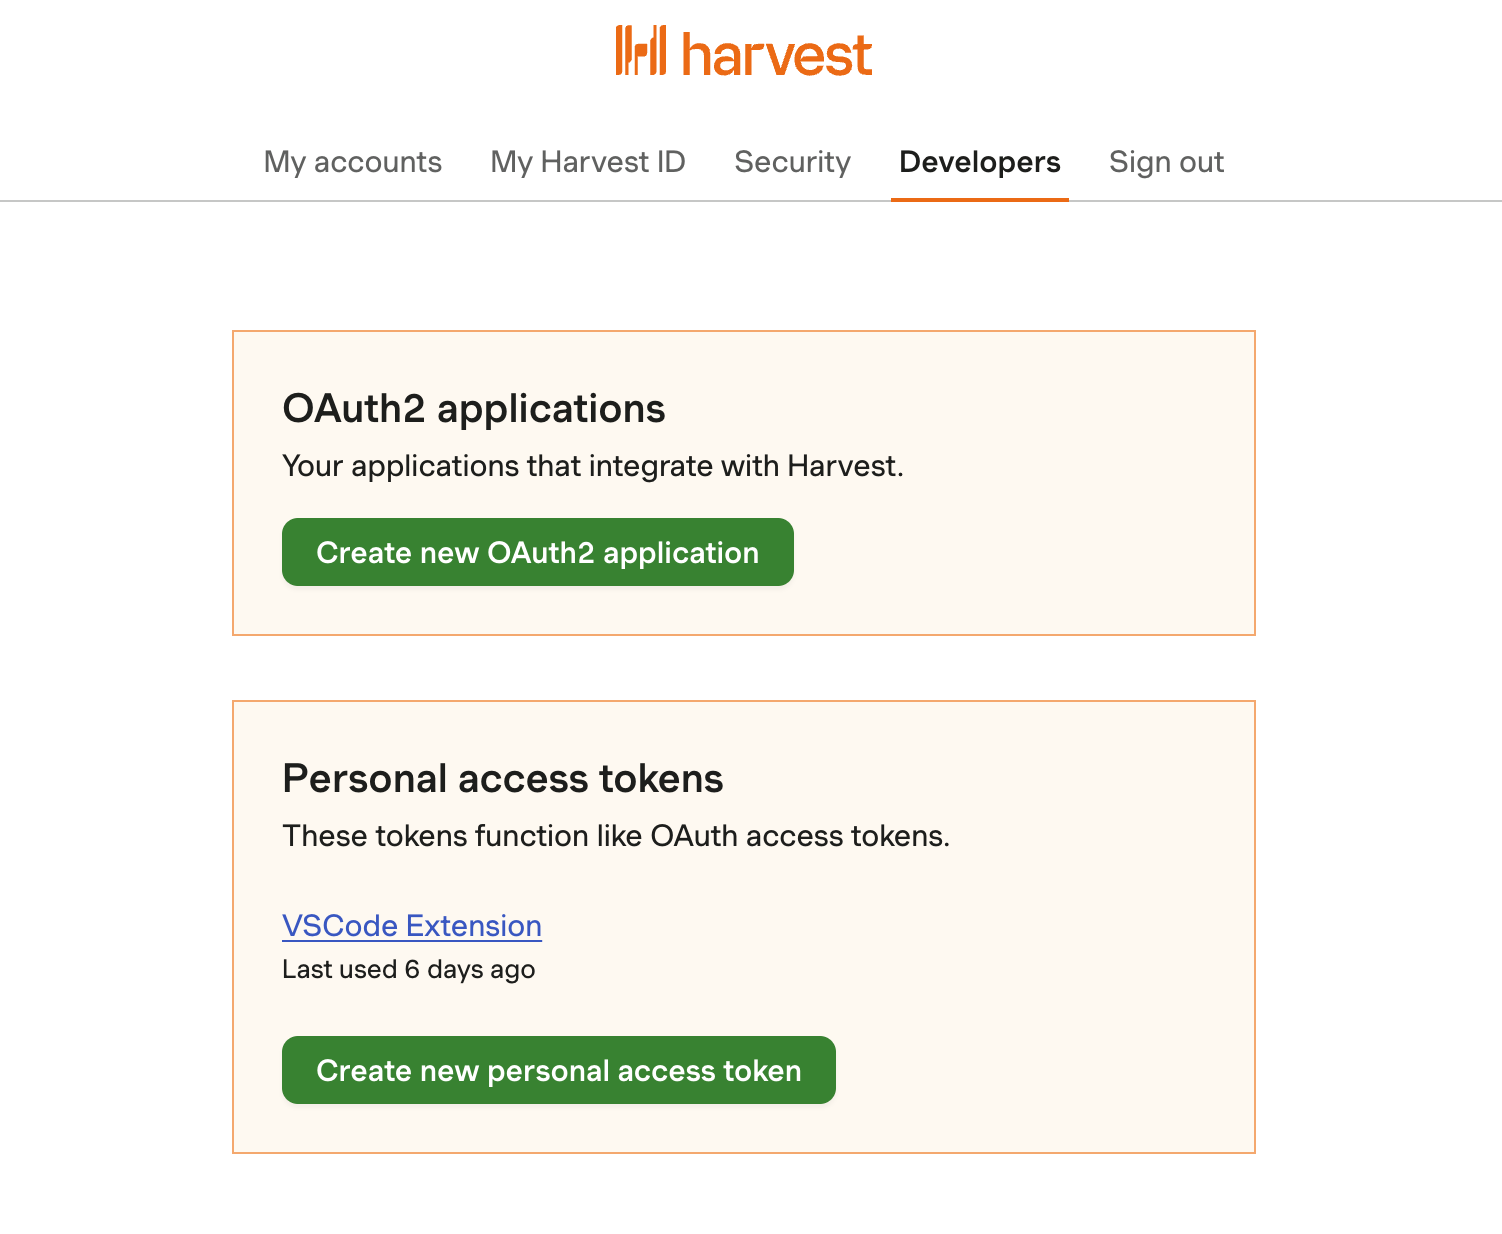 harvest
My accounts My Harvest ID Security Developers Sign out
OAuth2 applications
Your applications that integrate with Harvest.
Create new OAuth2 application
Personal access tokens
These tokens function like OAuth access tokens.
VSCode Extension
Last used 6 days ago
Create new personal access token